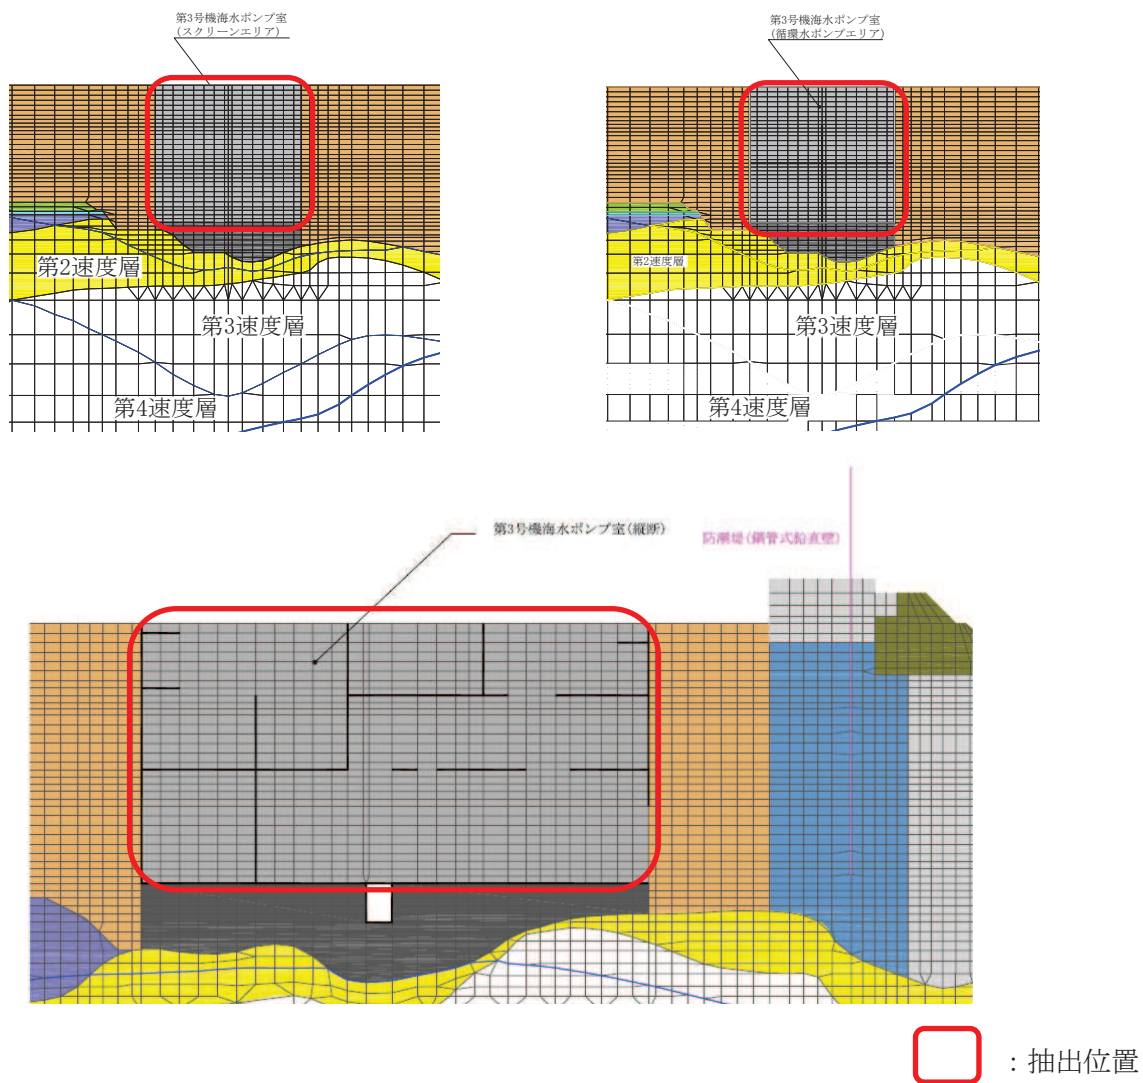 第3号機海水ポンプ室
(スクリーンエリア)
第3号機海水ポンプ室
(循環水ポンプエリア)
第2速度層
第3速度層
第4速度層
第2速度層
第3速度層
第4速度層
第3号機海水ポンプ室(縦断)
防潮堤(鋼管式鉛直壁)
：抽出位置